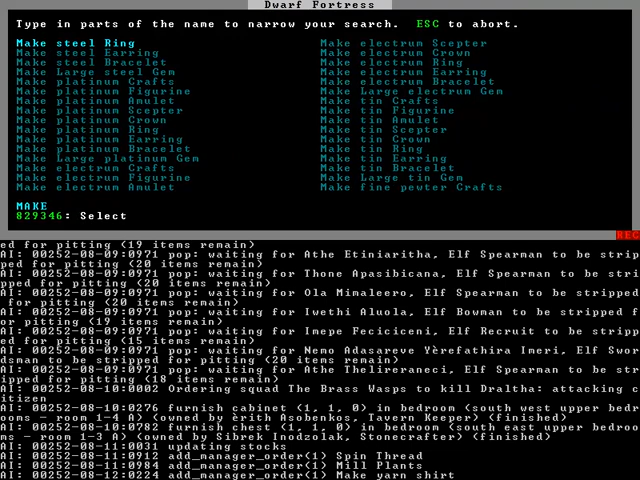 Dwarf Fortress
Type in parts of the name to narrow your search.  ESC to abort.
Make steel Ring Make electrum Scepter
Make steel Earring Make electrum Crown
Make steel Bracelet Make electrum Ring
Make Large steel Gem Make electrum Earring
Make platinum Crafts Make electrum Bracelet
Make platinum Figurine Make Large electrum Gem
Make platinum Amulet Make tin Crafts
Make platinum Scepter Make tin Figurine
Make platinum Crown Make tin Amulet
Make platinum Ring Make tin Scepter
Make platinum Earring Make tin Crown
Make platinum Bracelet Make tin Ring
Make Large platinum Gem Make tin Earring
Make electrum Crafts Make tin Bracelet
Make electrum Figurine Make Large tin Gem
Make electrum Amulet Make fine pewter Crafts
MAKE
829346: Select
REC
ed for pitting (19 items remain)
AI: 00252-08-09:0971 pop: waiting for Athe Etiniaritha, Elf Spearman to be strip
ped for pitting (20 items remain)
AI: 00252-08-09:0971 pop: waiting for Thone Apasibicana, Elf Spearman to be stri
pped for pitting (20 items remain)
AI: 00252-08-09:0971 pop: waiting for Ola Mimaleero, Elf Spearman to be stripped
 for pitting (20 items remain)
AI: 00252-08-09:0971 pop: waiting for Iwethi Aluola, Elf Bowman to be stripped f
or pitting (19 items remain)
AI: 00252-08-09:0971 pop: waiting for Imepe Feciciceni, Elf Recruit to be stripp
ed for pitting (15 items remain)
AI: 00252-08-09:0971 pop: waiting for Nemo Adasareve Yèrefathira Imeri, Elf Swor
dsman to be stripped for pitting (20 items remain)
AI: 00252-08-09:0971 pop: waiting for Thelireraneci, Elf Spearman to be stripped
 for pitting (18 items remain)
AI: 00252-08-10:0002 Ordering squad The Brass Wasps to kill Draltha: attacking c
itizen
AI: 00252-08-10:0276 furnish cabinet (1, 1, 0) in bedroom (south west upper bedr
ooms - room 1-4 A) (owned by èrith Asobenkos, Tavern Keeper) (finished)
AI: 00252-08-10:0782 furnish chest (1, 1, 0) in bedroom (south east upper bedroo
ms - room 1-3 A) (owned by Sibrek Inodzolak, Stonecrafter) (finished)
AI: 00252-08-11:0031 updating stocks
AI: 00252-08-11:0912 add_manager_order(1) Spin Thread
AI: 00252-08-11:0984 add_manager_order(1) Mill Plants
AI: 00252-08-12:0224 add_manager_order(1) Make yarn shirt